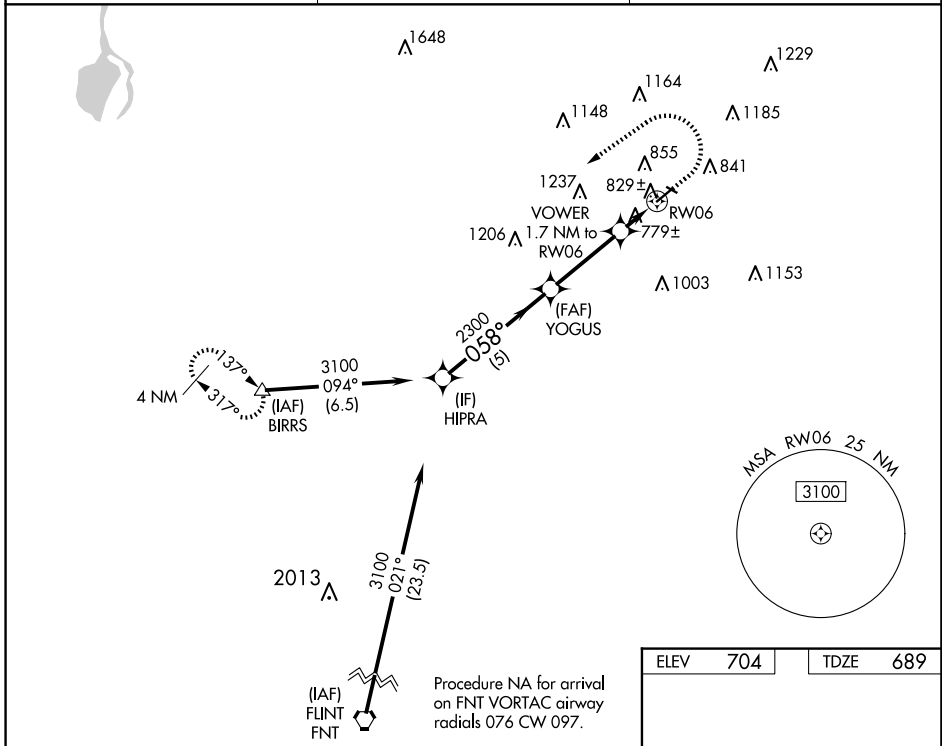 1648
1229
1164
1148
1185
855
841
1237
829±
VOWER
1.7 NM to
RW06
RW06
1206
779±
1003
1153
(FAF)
YOGUS
2300
058°
(5)
137°
317°
4 NM
3100
094°
(6.5)
(IAF)
BIRRS
(IF)
HIPRA
MSA RW06 25 NM
3100
2013
3100
021°
(23.5)
(IAF)
FLINT
FNT
Procedure NA for arrival
on FNT VORTAC airway
radials 076 CW 097.
ELEV 704
TDZE 689